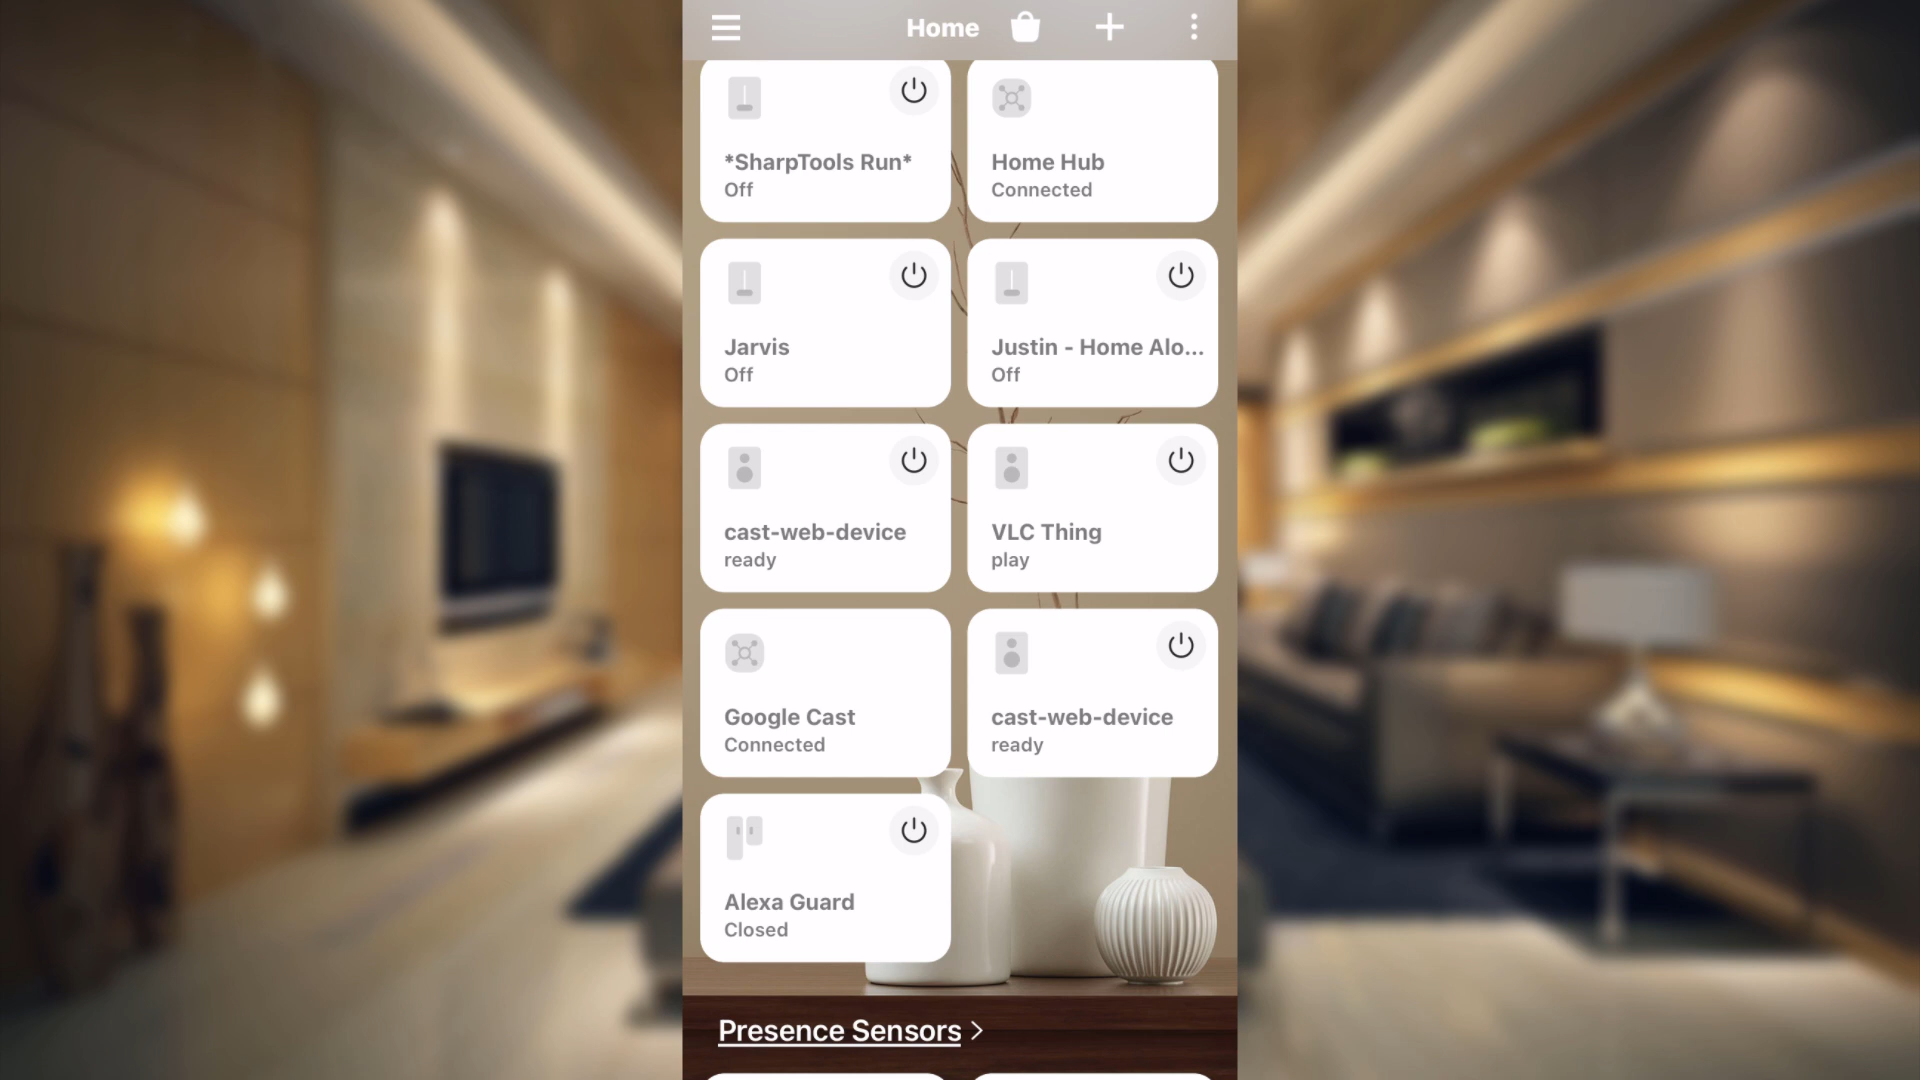 Home
*SharpTools Run*
Off
Home Hub
Connected
Jarvis
Off
Justin - Home Alo...
Off
cast-web-device
ready
VLC Thing
play
Google Cast
Connected
cast-web-device
ready
Alexa Guard
Closed
Presence Sensors